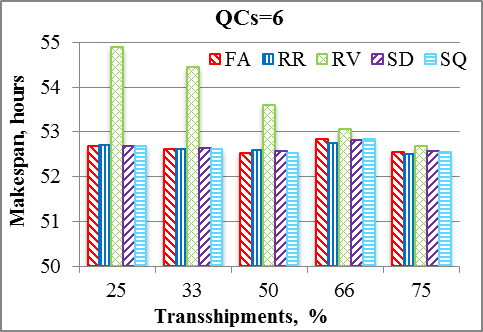 QCs=6
FA RR RV SD SQ
Makespan, hours
55
54
53
52
51
50
25 33 50 66 75
Transshipments, %